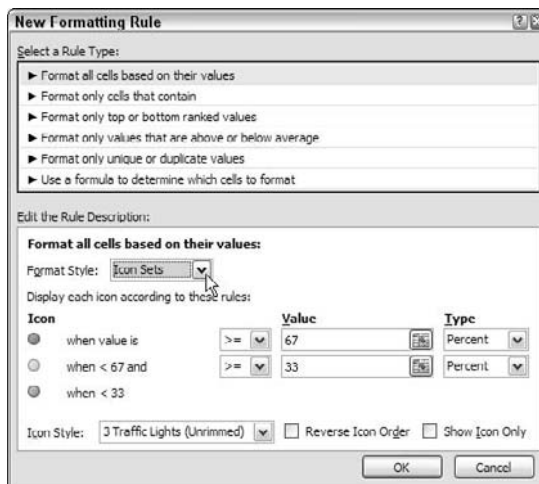 New Formatting Rule
Select a Rule Type:
► Format all cells based on their values
► Format only cells that contain
► Format only top or bottom ranked values
► Format only values that are above or below average
► Format only unique or duplicate values
► Use a formula to determine which cells to format
Edit the Rule Description:
Format all cells based on their values:
Format Style: Icon Sets
Display each icon according to these rules:
Icon Value Type
when value is >= 67 Percent
when < 67 and >= 33 Percent
when < 33
Icon Style: 3 Traffic Lights (Unrimmed) Reverse Icon Order Show Icon Only
OK Cancel